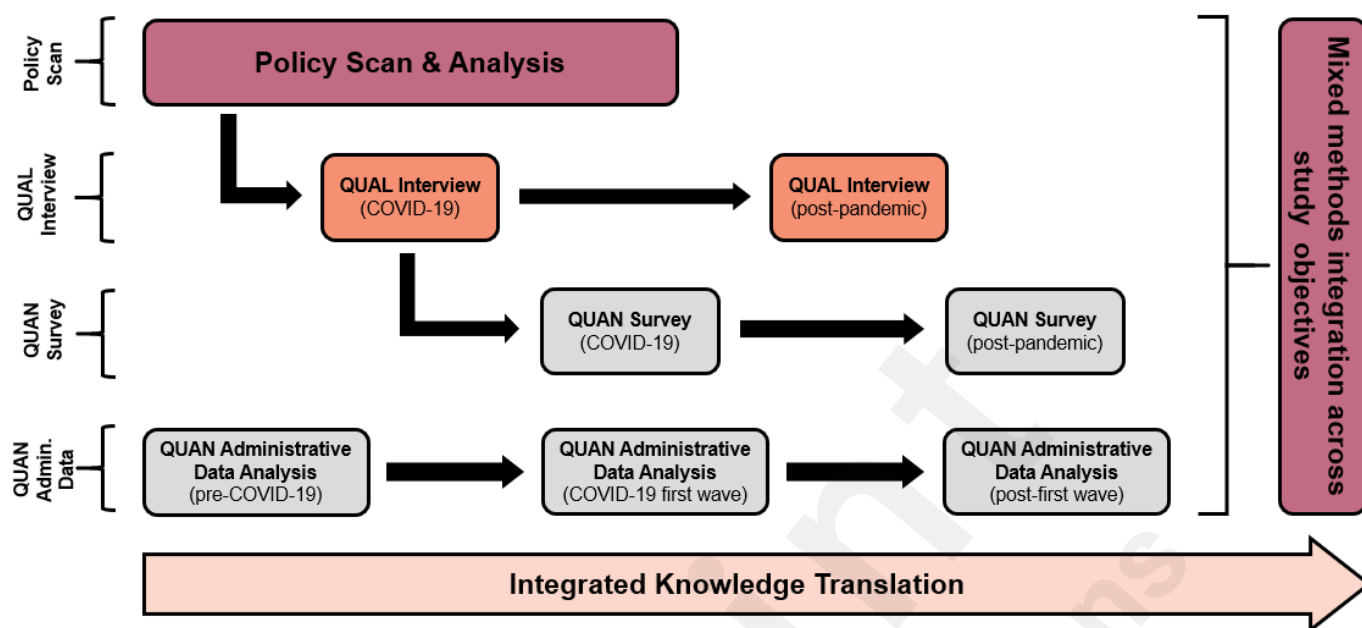 Policy
Scan
Policy Scan & Analysis
QUAL
Interview
QUAL Interview
(COVID-19)
QUAL Interview
(post-pandemic)
QUAN
Survey
QUAN Survey
(COVID-19)
QUAN Survey
(post-pandemic)
QUAN
Admin.
Data
QUAN Administrative
Data Analysis
(pre-COVID-19)
QUAN Administrative
Data Analysis
(COVID-19 first wave)
QUAN Administrative
Data Analysis
(post-first wave)
Mixed methods integration across
study objectives
Integrated Knowledge Translation